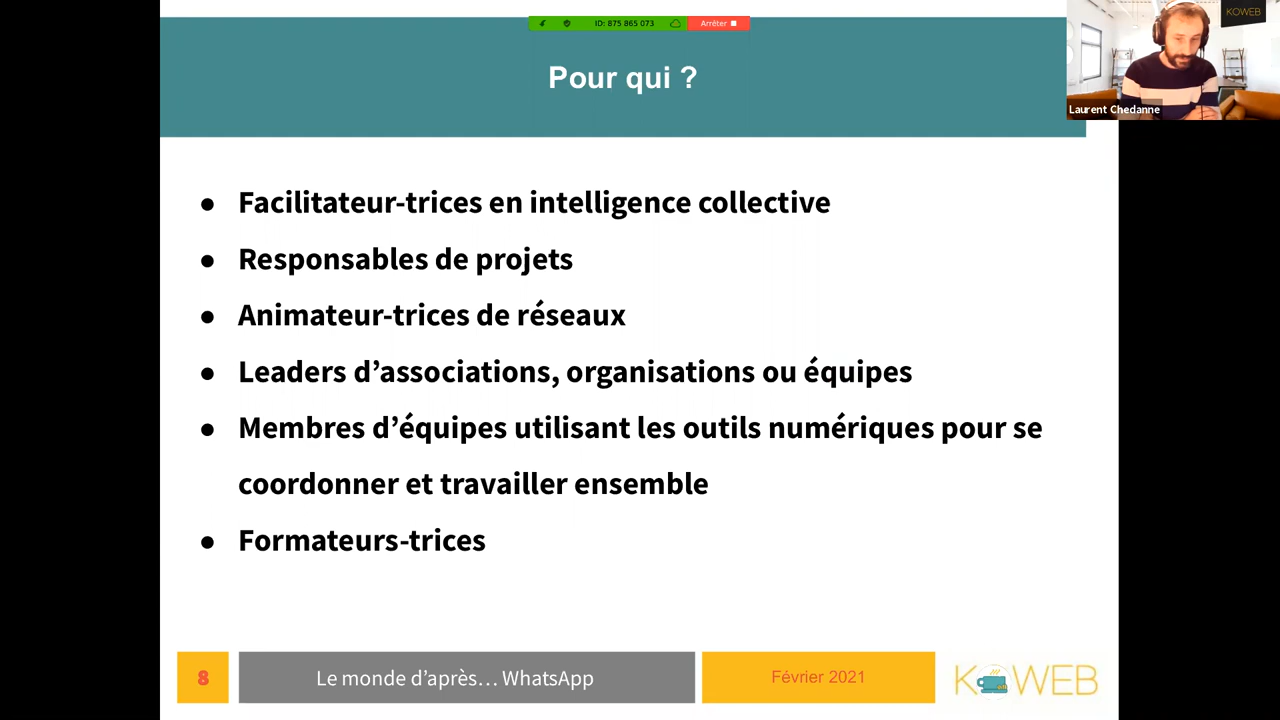 ID: 875 865 073
Arrêter
KOWEB
Pour qui ?
Laurent Chedanne
● Facilitateur-trices en intelligence collective
● Responsables de projets
● Animateur-trices de réseaux
● Leaders d’associations, organisations ou équipes
● Membres d’équipes utilisant les outils numériques pour se
coordonner et travailler ensemble
● Formateurs-trices
8
Le monde d’après… WhatsApp
Février 2021
KOWEB